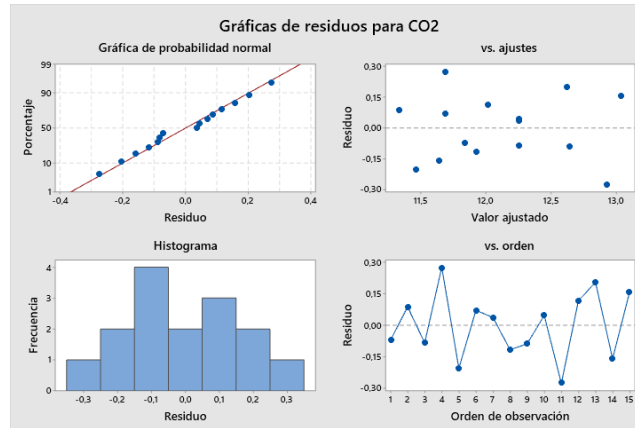 Gráficas de residuos para CO2
Gráfica de probabilidad normal
99
90
50
10
1
Porcentaje
-0,4 -0,2 0,0 0,2 0,4
Residuo
vs. ajustes
0,30
0,15
0,00
-0,15
-0,30
Residuo
11,5 12,0 12,5 13,0
Valor ajustado
Histograma
4
3
2
1
0
Frecuencia
-0,3 -0,2 -0,1 0,0 0,1 0,2 0,3
Residuo
vs. orden
0,30
0,15
0,00
-0,15
-0,30
Residuo
1 2 3 4 5 6 7 8 9 10 11 12 13 14 15
Orden de observación